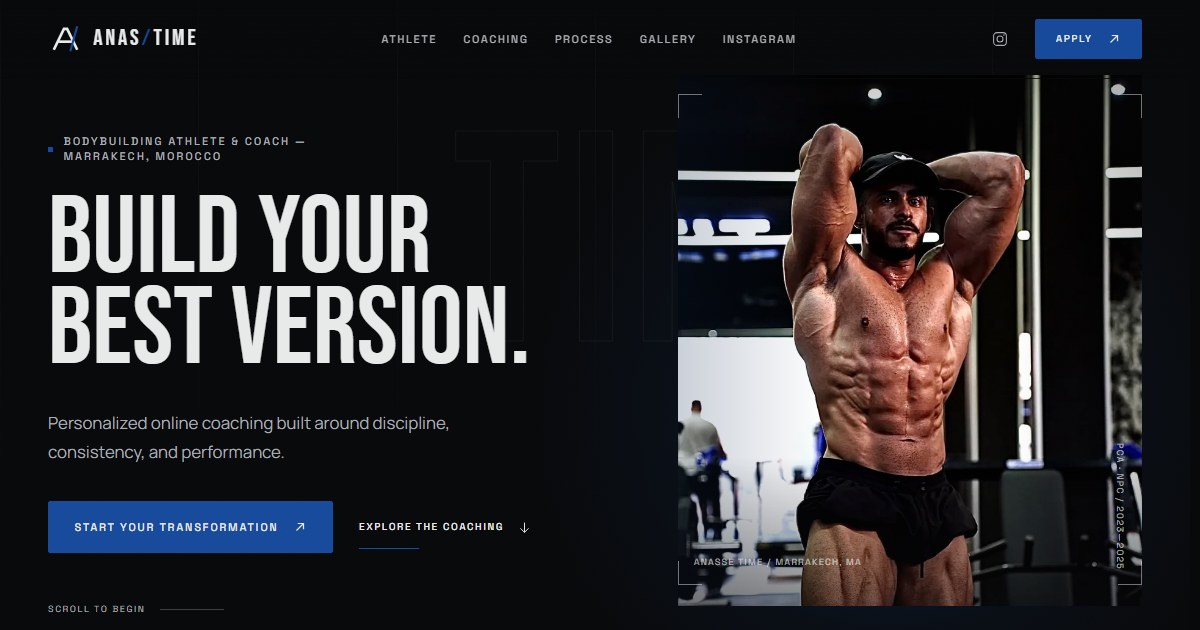 ANAS/TIME
ATHLETE COACHING PROCESS GALLERY INSTAGRAM
APPLY
BODYBUILDING ATHLETE & COACH —
MARRAKECH, MOROCCO
BUILD YOUR
BEST VERSION.
Personalized online coaching built around discipline,
consistency, and performance.
START YOUR TRANSFORMATION
EXPLORE THE COACHING
SCROLL TO BEGIN
ANASSE TIME / MARRAKECH, MA
PCA · NPC / 2023—2026